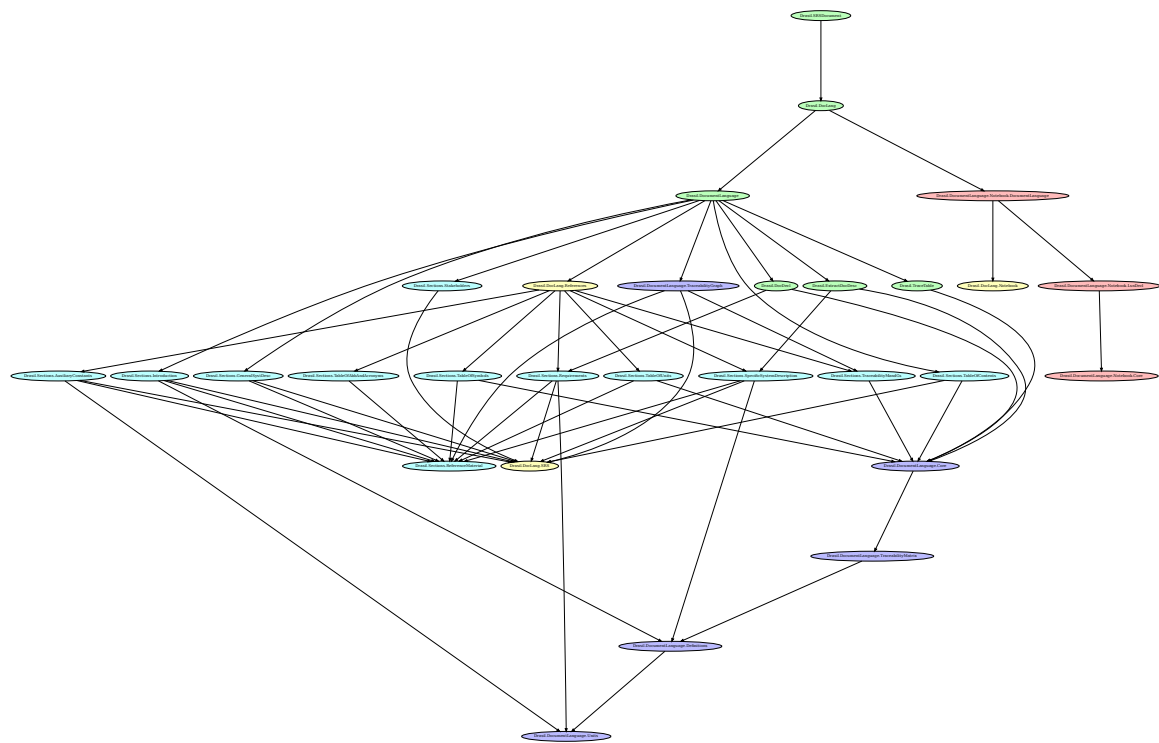 Drasil.SRSDocument
Drasil.DocLang
Drasil.DocumentLanguage
Drasil.DocumentLanguage.Notebook.DocumentLanguage
Drasil.Sections.Stakeholders
Drasil.DocLang.References
Drasil.DocumentLanguage.TraceabilityGraph
Drasil.DocDecl
Drasil.ExtractDocDesc
Drasil.TraceTable
Drasil.DocLang.Notebook
Drasil.DocumentLanguage.Notebook.LsnDecl
Drasil.Sections.AuxiliaryConstants
Drasil.Sections.Introduction
Drasil.Sections.GeneralSystDesc
Drasil.Sections.TableOfAbbAndAcronyms
Drasil.Sections.TableOfSymbols
Drasil.Sections.Requirements
Drasil.Sections.TableOfUnits
Drasil.Sections.SpecificSystemDescription
Drasil.Sections.TraceabilityMandGs
Drasil.Sections.TableOfContents
Drasil.DocumentLanguage.Notebook.Core
Drasil.Sections.ReferenceMaterial
Drasil.DocLang.SRS
Drasil.DocumentLanguage.Core
Drasil.DocumentLanguage.TraceabilityMatrix
Drasil.DocumentLanguage.Definitions
Drasil.DocumentLanguage.Units